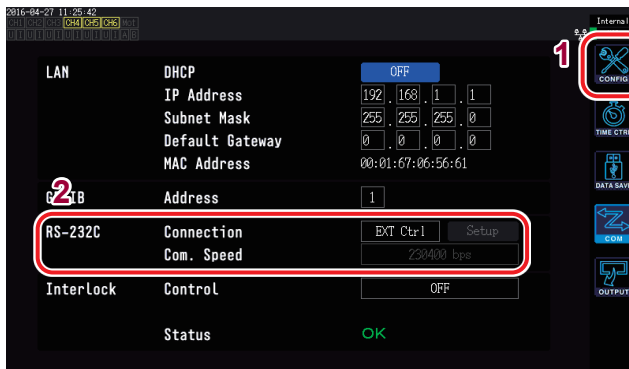 2016-04-27 11:25:42
CH1 CH2 CH3 CH4 CH5 CH6 Mot
U I U I U I U I U I U I A B
Internal
1
CONFIG
LAN DHCP OFF
IP Address 192 . 168 . 1 . 1
TIME CTRL
Subnet Mask 255 . 255 . 255 . 0
Default Gateway 0 . 0 . 0 . 0
MAC Address 00:01:67:06:56:61
DATA SAVE
2
IB Address 1
RS-232C Connection EXT Ctrl Setup
COM
Com. Speed 230400 bps
Interlock Control OFF
OUTPUT
Status OK